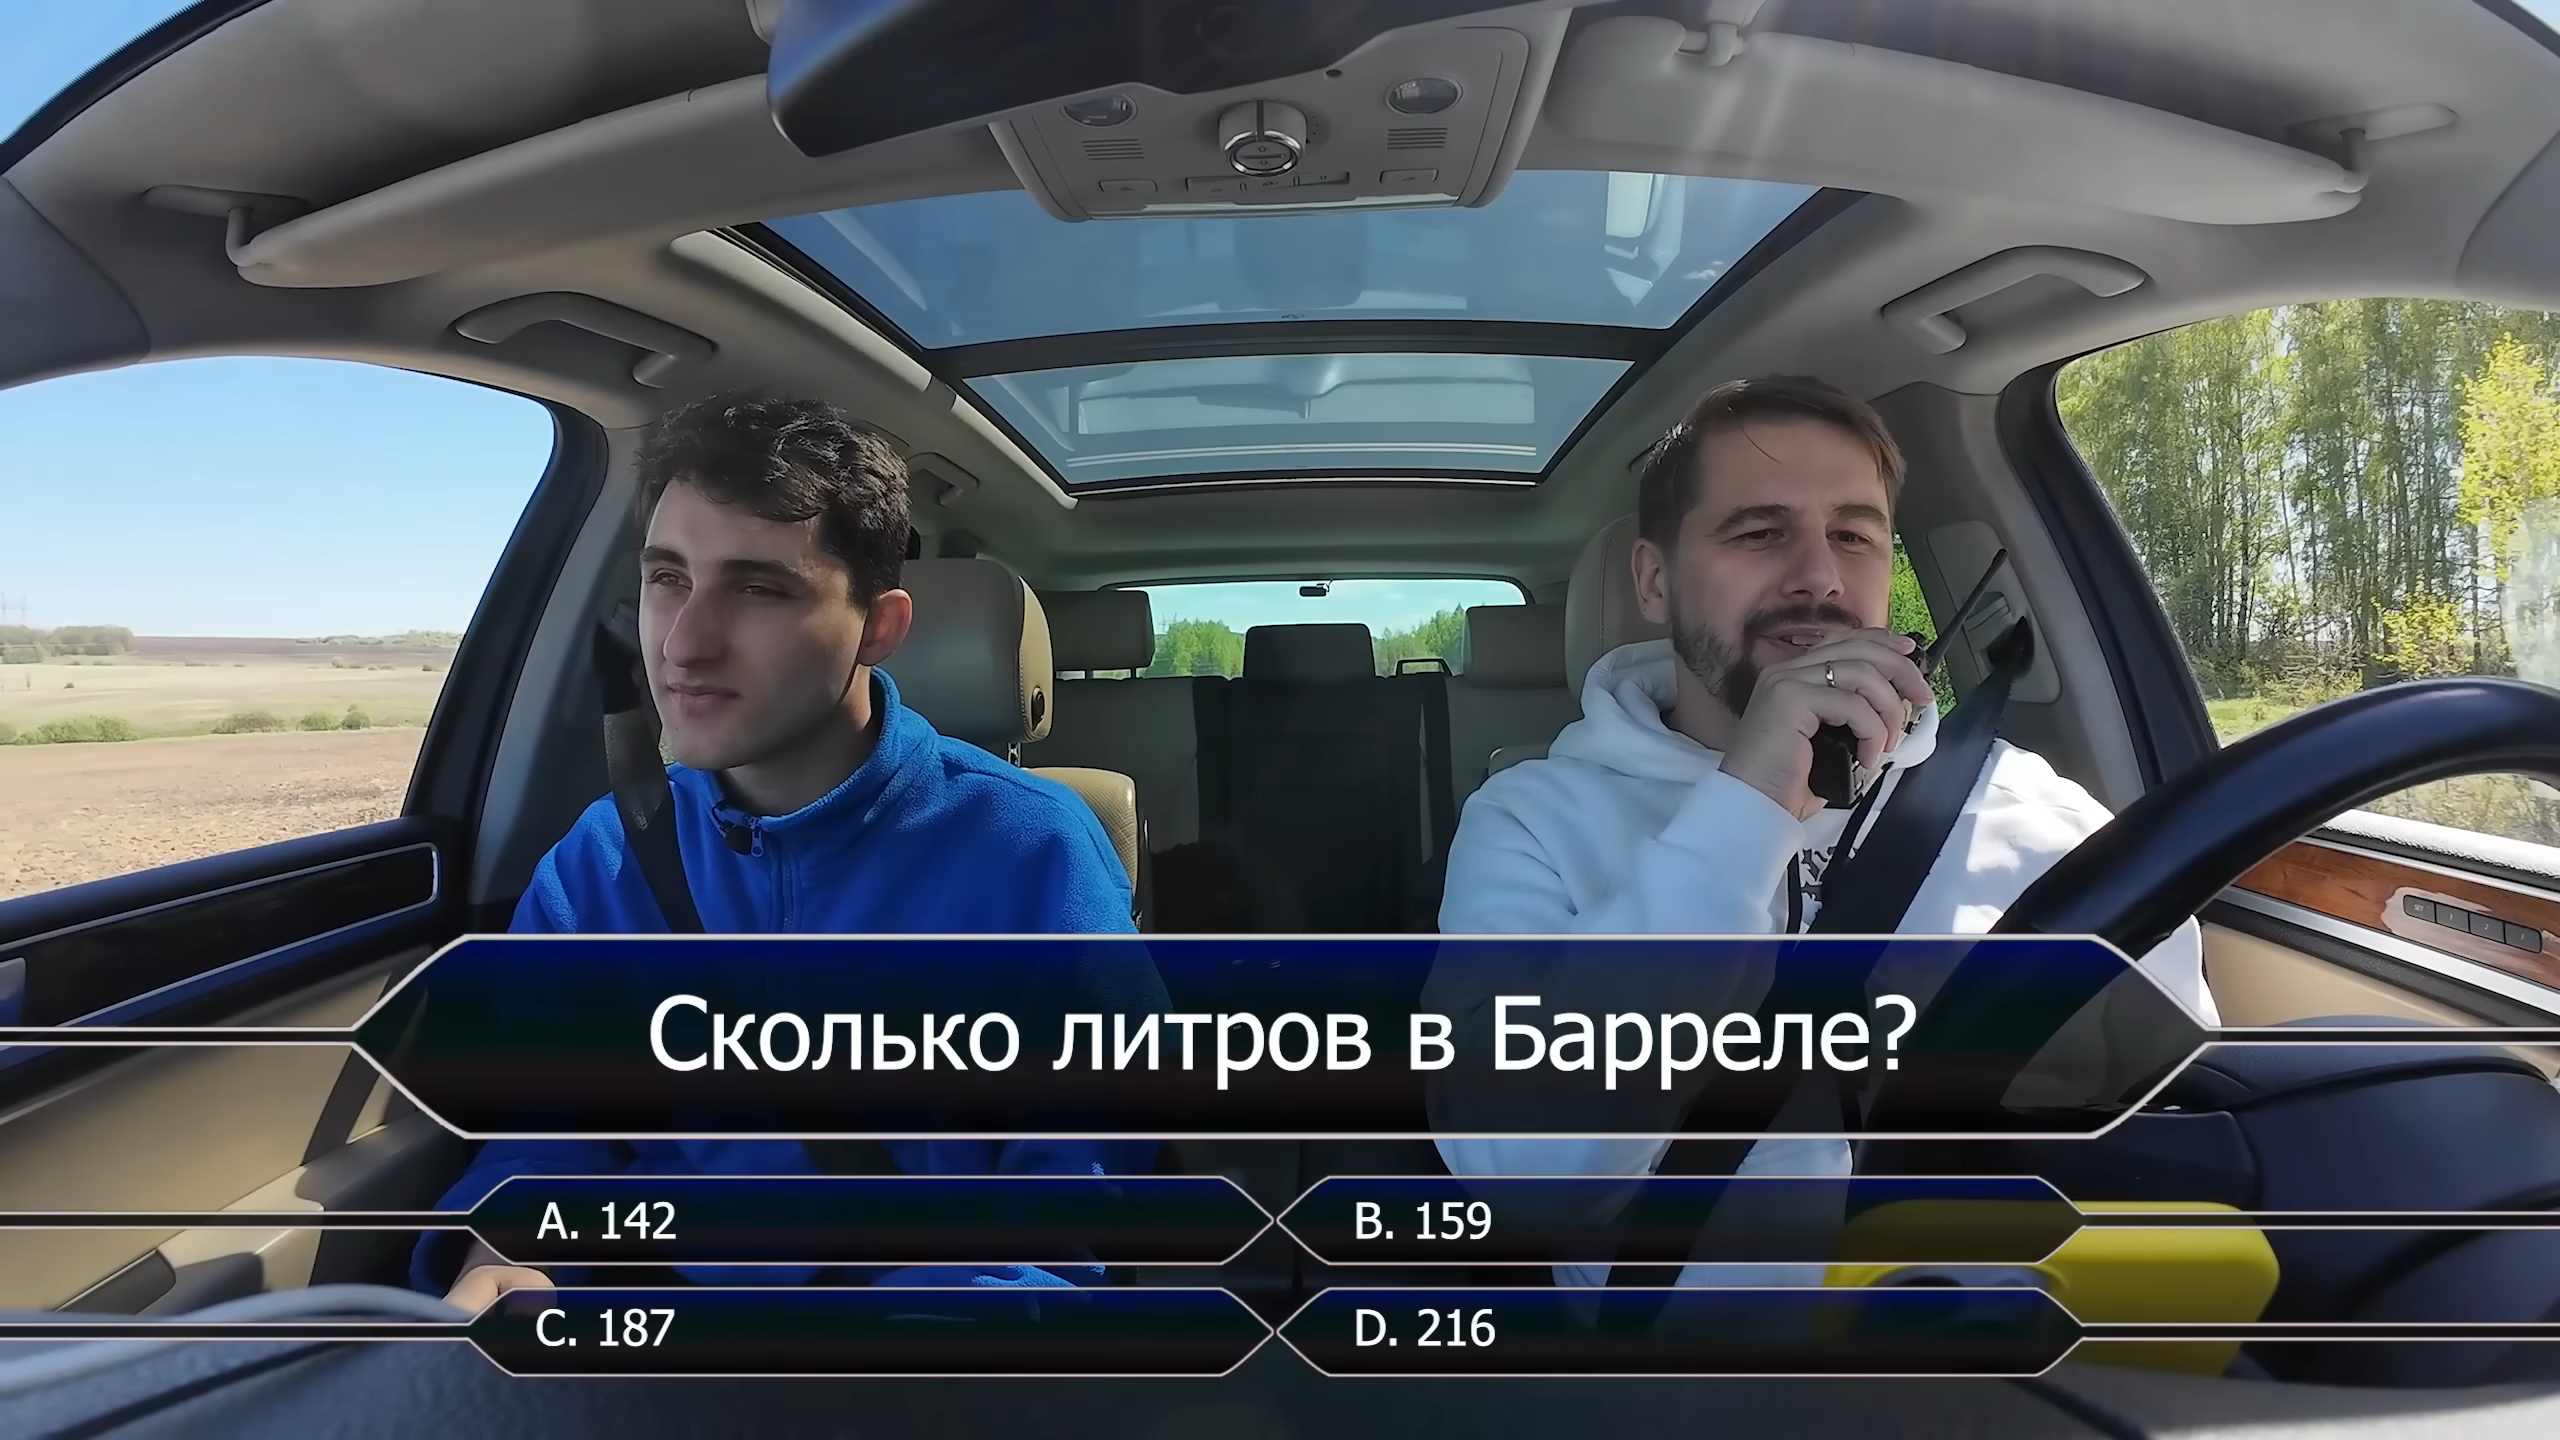 Сколько литров в Барреле?
A. 142
B. 159
C. 187
D. 216